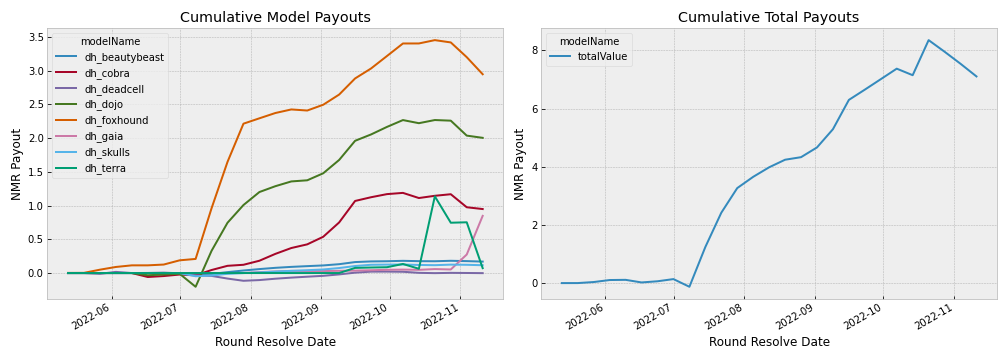 Cumulative Model Payouts
NMR Payout
3.5
3.0
2.5
2.0
1.5
1.0
0.5
0.0
modelName
dh_beautybeast
dh_cobra
dh_deadcell
dh_dojo
dh_foxhound
dh_gaia
dh_skulls
dh_terra
2022-06
2022-07
2022-08
2022-09
2022-10
2022-11
Round Resolve Date
Cumulative Total Payouts
NMR Payout
8
6
4
2
0
modelName
totalValue
2022-06
2022-07
2022-08
2022-09
2022-10
2022-11
Round Resolve Date